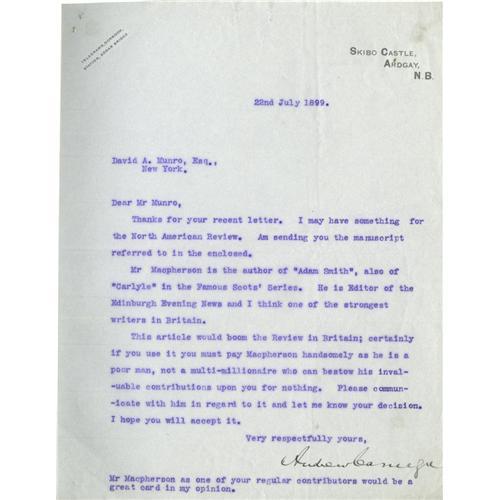 TELEGRAMS, DORNOCH,
STATION, BONAR BRIDGE.
SKIBO CASTLE,
ARDGAY,
N.B.
22nd July 1899.
David A. Munro, Esq.,
New York.
Dear Mr Munro,
Thanks for your recent letter. I may have something for
the North American Review. Am sending you the manuscript
referred to in the enclosed.
Mr Macpherson is the author of "Adam Smith", also of
"Carlyle" in the Famous Scots' Series. He is Editor of the
Edinburgh Evening News and I think one of the strongest
writers in Britain.
This article would boom the Review in Britain; certainly
if you use it you must pay Macpherson handsomely as he is a
poor man, not a multi-millionaire who can bestow his inval-
-uable contributions upon you for nothing. Please commun-
-icate with him in regard to it and let me know your decision.
I hope you will accept it.
Very respectfully yours,
Andrew Carnegie
Mr Macpherson as one of your regular contributors would be a
great card in my opinion.